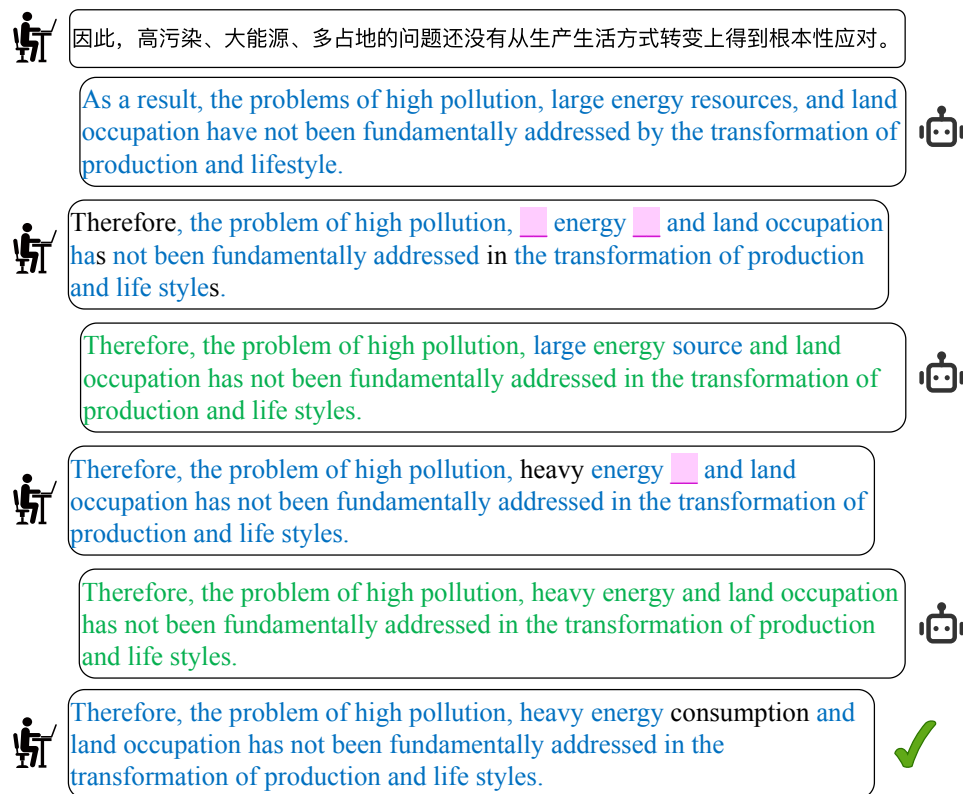 因此，高污染、大能源、多占地的问题还没有从生产生活方式转变上得到根本性应对。
As a result, the problems of high pollution, large energy resources, and land
occupation have not been fundamentally addressed by the transformation of
production and lifestyle.
Therefore, the problem of high pollution, __ energy __ and land occupation
has not been fundamentally addressed in the transformation of production
and life styles.
Therefore, the problem of high pollution, large energy source and land
occupation has not been fundamentally addressed in the transformation of
production and life styles.
Therefore, the problem of high pollution, heavy energy __ and land
occupation has not been fundamentally addressed in the transformation of
production and life styles.
Therefore, the problem of high pollution, heavy energy and land occupation
has not been fundamentally addressed in the transformation of production
and life styles.
Therefore, the problem of high pollution, heavy energy consumption and
land occupation has not been fundamentally addressed in the
transformation of production and life styles.